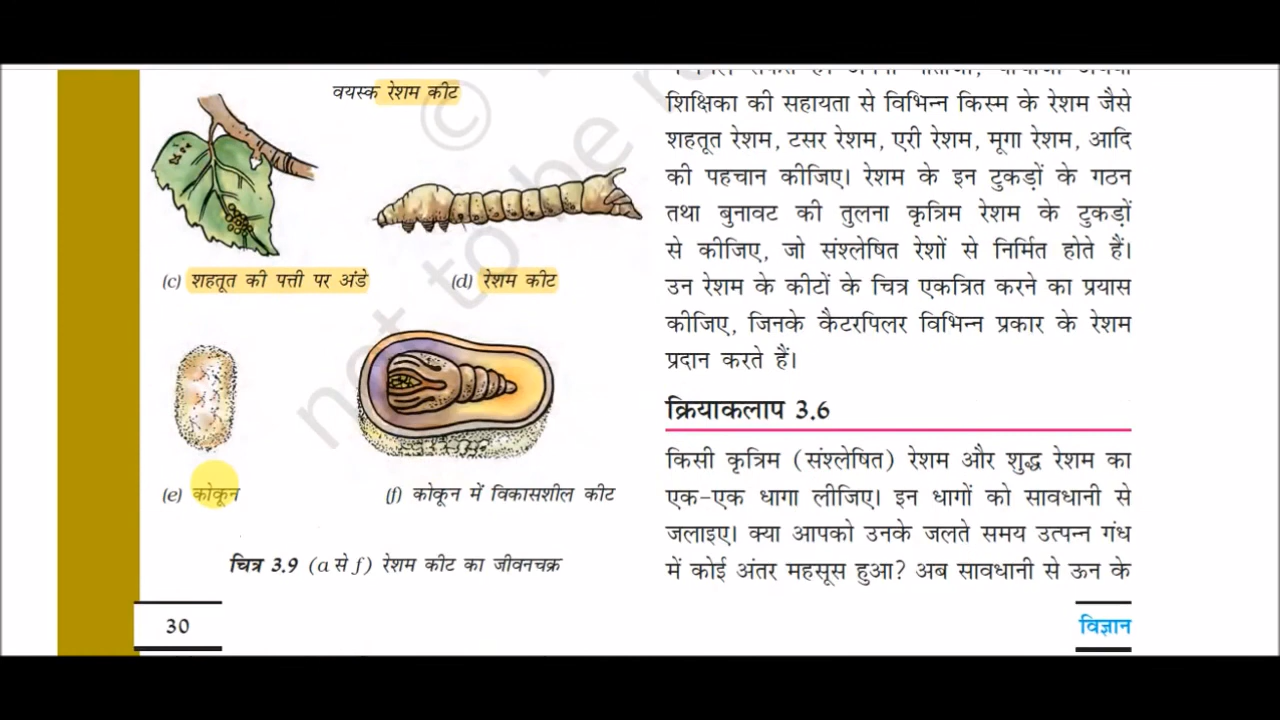 वयस्क रेशम कीट
(c) शहतूत की पत्ती पर अंडे
(d) रेशम कीट
(e) कोकून
(f) कोकून में विकासशील कीट
चित्र 3.9 (a से f) रेशम कीट का जीवनचक्र
30
शिक्षिका की सहायता से विभिन्न किस्म के रेशम जैसे
शहतूत रेशम, टसर रेशम, एरी रेशम, मूगा रेशम, आदि
की पहचान कीजिए। रेशम के इन टुकड़ों के गठन
तथा बुनावट की तुलना कृत्रिम रेशम के टुकड़ों
से कीजिए, जो संश्लेषित रेशों से निर्मित होते हैं।
उन रेशम के कीटों के चित्र एकत्रित करने का प्रयास
कीजिए, जिनके कैटरपिलर विभिन्न प्रकार के रेशम
प्रदान करते हैं।
क्रियाकलाप 3.6
किसी कृत्रिम (संश्लेषित) रेशम और शुद्ध रेशम का
एक-एक धागा लीजिए। इन धागों को सावधानी से
जलाइए। क्या आपको उनके जलते समय उत्पन्न गंध
में कोई अंतर महसूस हुआ? अब सावधानी से ऊन के
विज्ञान
© not to be r